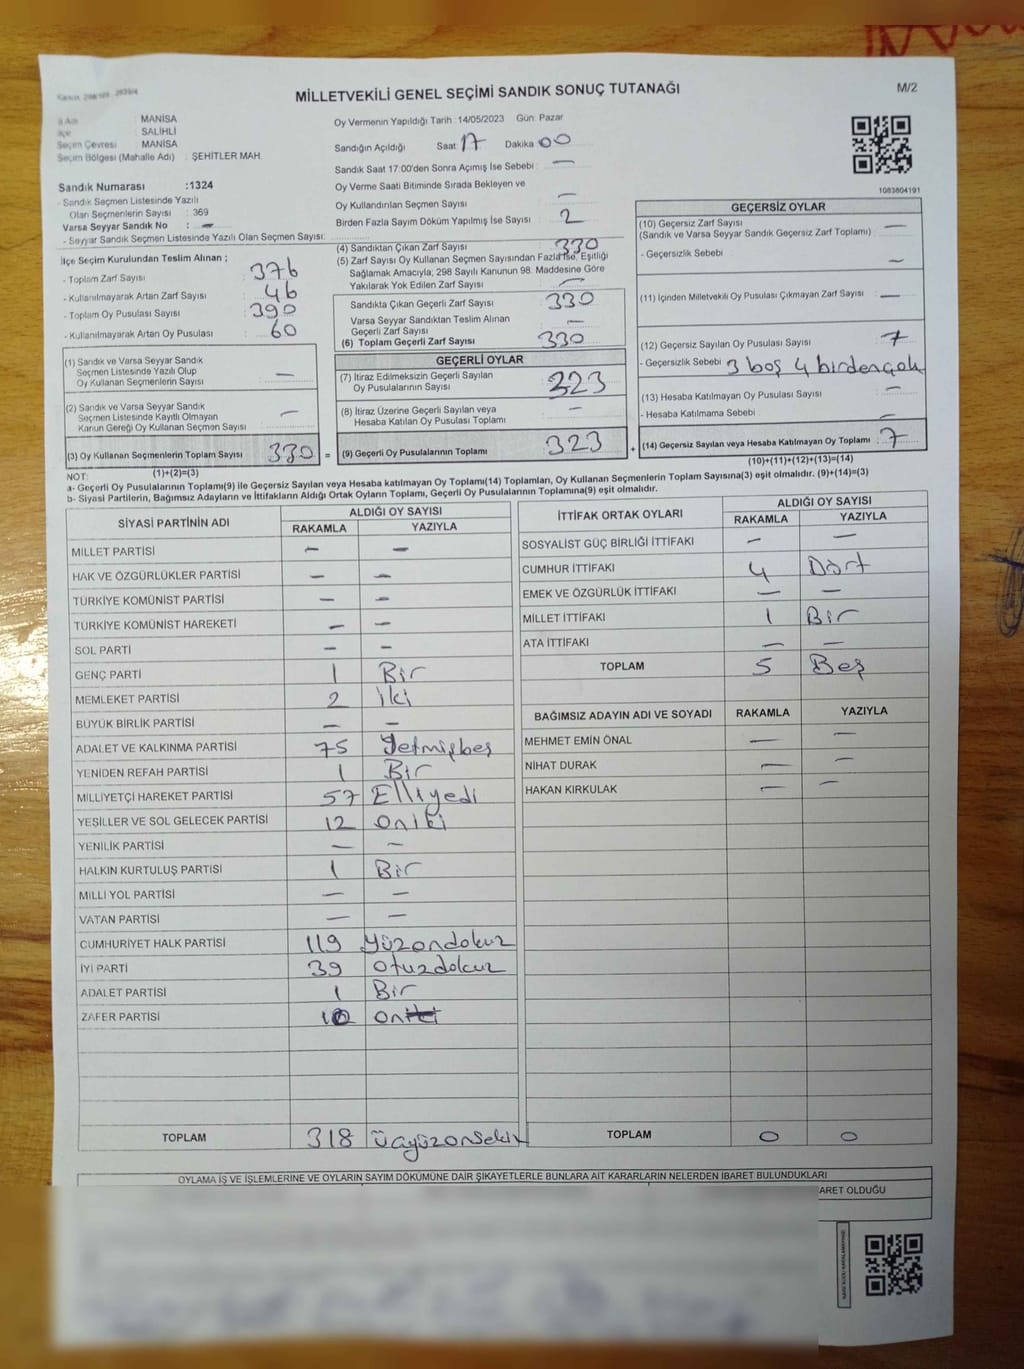 MİLLETVEKİLİ GENEL SEÇİMİ SANDIK SONUÇ TUTANAĞI
M/2
MANİSA
İlçe SALİHLİ
Seçim Çevresi : MANİSA
Seçim Bölgesi (Mahalle Adı) : ŞEHİTLER MAH.
Sandık Numarası :1324
- Sandık Seçmen Listesinde Yazılı
Olan Seçmenlerin Sayısı : 369
Varsa Seyyar Sandık No : —
- Seyyar Sandık Seçmen Listesinde Yazılı Olan Seçmen Sayısı:
Oy Vermenin Yapıldığı Tarih :14/05/2023 Gün: Pazar
Sandığın Açıldığı Saat 17 Dakika 00
Sandık Saat 17:00'den Sonra Açımış İse Sebebi : —
Oy Verme Saati Bitiminde Sırada Bekleyen ve
Oy Kullandırılan Seçmen Sayısı —
Birden Fazla Sayım Döküm Yapılmış İse Sayısı : 2
1083804191
İlçe Seçim Kurulundan Teslim Alınan ;
- Toplam Zarf Sayısı : 376
- Kullanılmayarak Artan Zarf Sayısı : 46
- Toplam Oy Pusulası Sayısı : 390
- Kullanılmayarak Artan Oy Pusulası : 60
(1) Sandık ve Varsa Seyyar Sandık
Seçmen Listesinde Yazılı Olup
Oy Kullanan Seçmenlerin Sayısı : —
(2) Sandık ve Varsa Seyyar Sandık
Seçmen Listesinde Kayıtlı Olmayan
Kanun Gereği Oy Kullanan Seçmen Sayısı : —
(3) Oy Kullanan Seçmenlerin Toplam Sayısı 330 =
(1)+(2)=(3)
(4) Sandıktan Çıkan Zarf Sayısı : 330
(5) Zarf Sayısı Oy Kullanan Seçmen Sayısından Fazla İse, Eşitliği
Sağlamak Amacıyla; 298 Sayılı Kanunun 98. Maddesine Göre
Yakılarak Yok Edilen Zarf Sayısı : —
Sandıkta Çıkan Geçerli Zarf Sayısı : 330
Varsa Seyyar Sandıktan Teslim Alınan
Geçerli Zarf Sayısı : —
(6) Toplam Geçerli Zarf Sayısı : 330
GEÇERLİ OYLAR
(7) İtiraz Edilmeksizin Geçerli Sayılan
Oy Pusulalarının Sayısı : 323
(8) İtiraz Üzerine Geçerli Sayılan veya
Hesaba Katılan Oy Pusulası Toplamı : —
(9) Geçerli Oy Pusulalarının Toplamı : 323 +
GEÇERSİZ OYLAR
(10) Geçersiz Zarf Sayısı : —
(Sandık ve Varsa Seyyar Sandık Geçersiz Zarf Toplamı)
- Geçersizlik Sebebi : —
(11) İçinden Milletvekili Oy Pusulası Çıkmayan Zarf Sayısı : —
(12) Geçersiz Sayılan Oy Pusulası Sayısı : 7
- Geçersizlik Sebebi : 3 boş 4 birdençok
(13) Hesaba Katılmayan Oy Pusulası Sayısı : —
- Hesaba Katılmama Sebebi : —
(14) Geçersiz Sayılan veya Hesaba Katılmayan Oy Toplamı : 7
(10)+(11)+(12)+(13)=(14)
NOT:
a- Geçerli Oy Pusulalarının Toplamı(9) ile Geçersiz Sayılan veya Hesaba Katılmayan Oy Toplamı(14) Toplamları, Oy Kullanan Seçmenlerin Toplam Sayısına(3) eşit olmalıdır. (9)+(14)=(3)
b- Siyasi Partilerin, Bağımsız Adayların ve İttifakların Aldığı Ortak Oyların Toplamı, Geçerli Oy Pusulalarının Toplamına(9) eşit olmalıdır.
SİYASİ PARTİNİN ADI ALDIĞI OY SAYISI
RAKAMLA YAZIYLA
MİLLET PARTİSİ — —
HAK VE ÖZGÜRLÜKLER PARTİSİ — —
TÜRKİYE KOMÜNİST PARTİSİ — —
TÜRKİYE KOMÜNİST HAREKETİ — —
SOL PARTİ — —
GENÇ PARTİ 1 Bir
MEMLEKET PARTİSİ 2 iki
BÜYÜK BİRLİK PARTİSİ — —
ADALET VE KALKINMA PARTİSİ 75 Yetmişbeş
YENİDEN REFAH PARTİSİ 1 Bir
MİLLİYETÇİ HAREKET PARTİSİ 57 Elliyedi
YEŞİLLER VE SOL GELECEK PARTİSİ 12 oniki
YENİLİK PARTİSİ — —
HALKIN KURTULUŞ PARTİSİ 1 Bir
MİLLİ YOL PARTİSİ — —
VATAN PARTİSİ — —
CUMHURİYET HALK PARTİSİ 119 Yüzondokuz
İYİ PARTİ 39 otuzdokuz
ADALET PARTİSİ 1 Bir
ZAFER PARTİSİ 10 on
TOPLAM 318 üçyüzonsekiz
İTTİFAK ORTAK OYLARI ALDIĞI OY SAYISI
RAKAMLA YAZIYLA
SOSYALİST GÜÇ BİRLİĞİ İTTİFAKI — —
CUMHUR İTTİFAKI 4 Dört
EMEK VE ÖZGÜRLÜK İTTİFAKI — —
MİLLET İTTİFAKI 1 Bir
ATA İTTİFAKI — —
TOPLAM 5 Beş
BAĞIMSIZ ADAYIN ADI VE SOYADI RAKAMLA YAZIYLA
MEHMET EMİN ÖNAL — —
NİHAT DURAK — —
HAKAN KIRKULAK — —
TOPLAM 0 0
OYLAMA İŞ VE İŞLEMLERİNE VE OYLARIN SAYIM DÖKÜMÜNE DAİR ŞİKAYETLERLE BUNLARA AİT KARARLARIN NELERDEN İBARET BULUNDUKLARI
ARET OLDUĞU